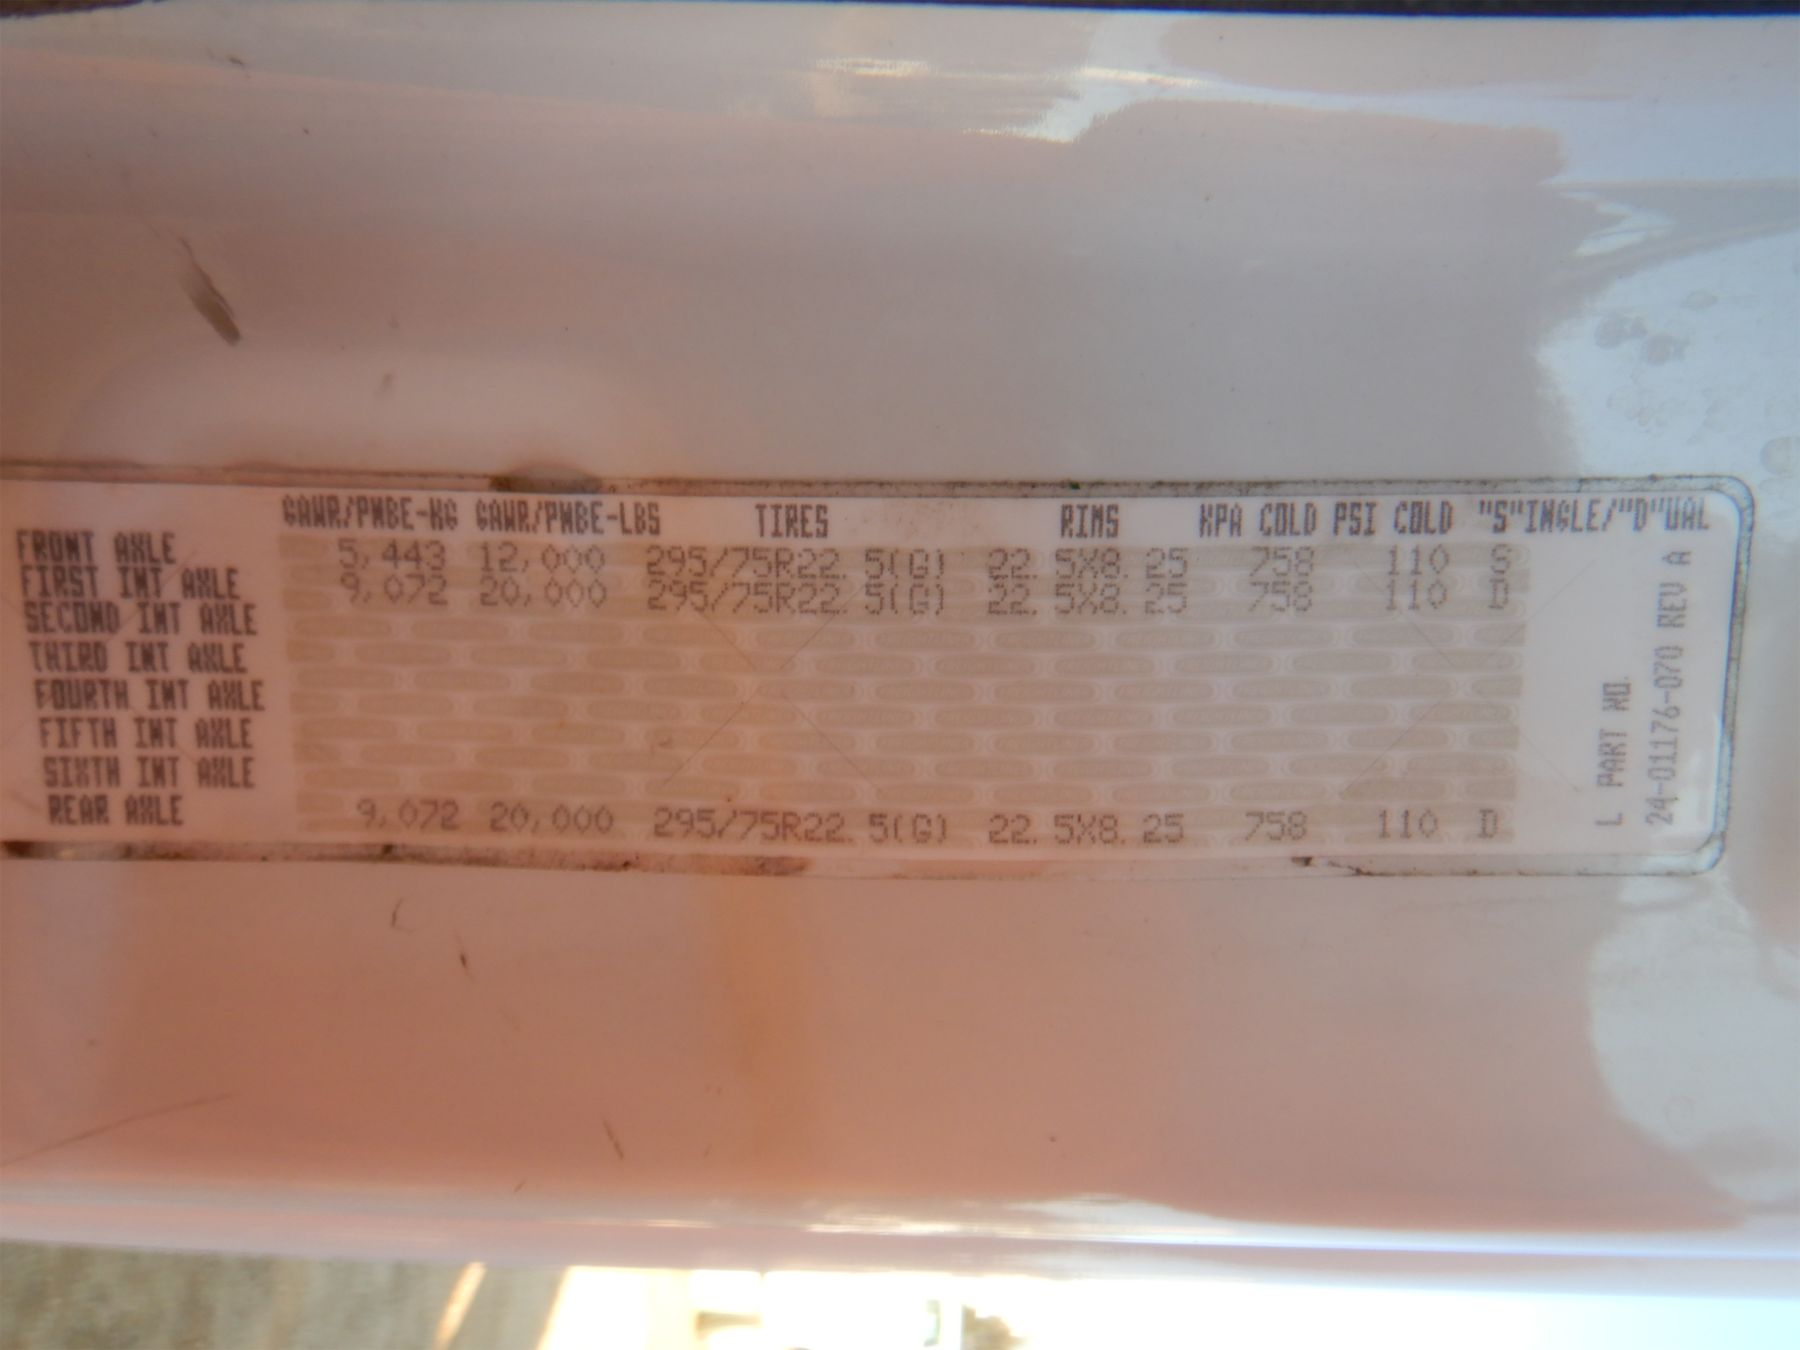 GAWR/PNBE-KG GAWR/PNBE-LBS TIRES RIMS KPA COLD PSI COLD "S"INGLE/"D"UAL
FRONT AXLE 5,443 12,000 295/75R22.5(G) 22.5X8.25 758 110 S
FIRST INT AXLE 9,072 20,000 295/75R22.5(G) 22.5X8.25 758 110 D
SECOND INT AXLE
THIRD INT AXLE
FOURTH INT AXLE
FIFTH INT AXLE
SIXTH INT AXLE
REAR AXLE 9,072 20,000 295/75R22.5(G) 22.5X8.25 758 110 D
L PART NO.
24-01176-070 REV A